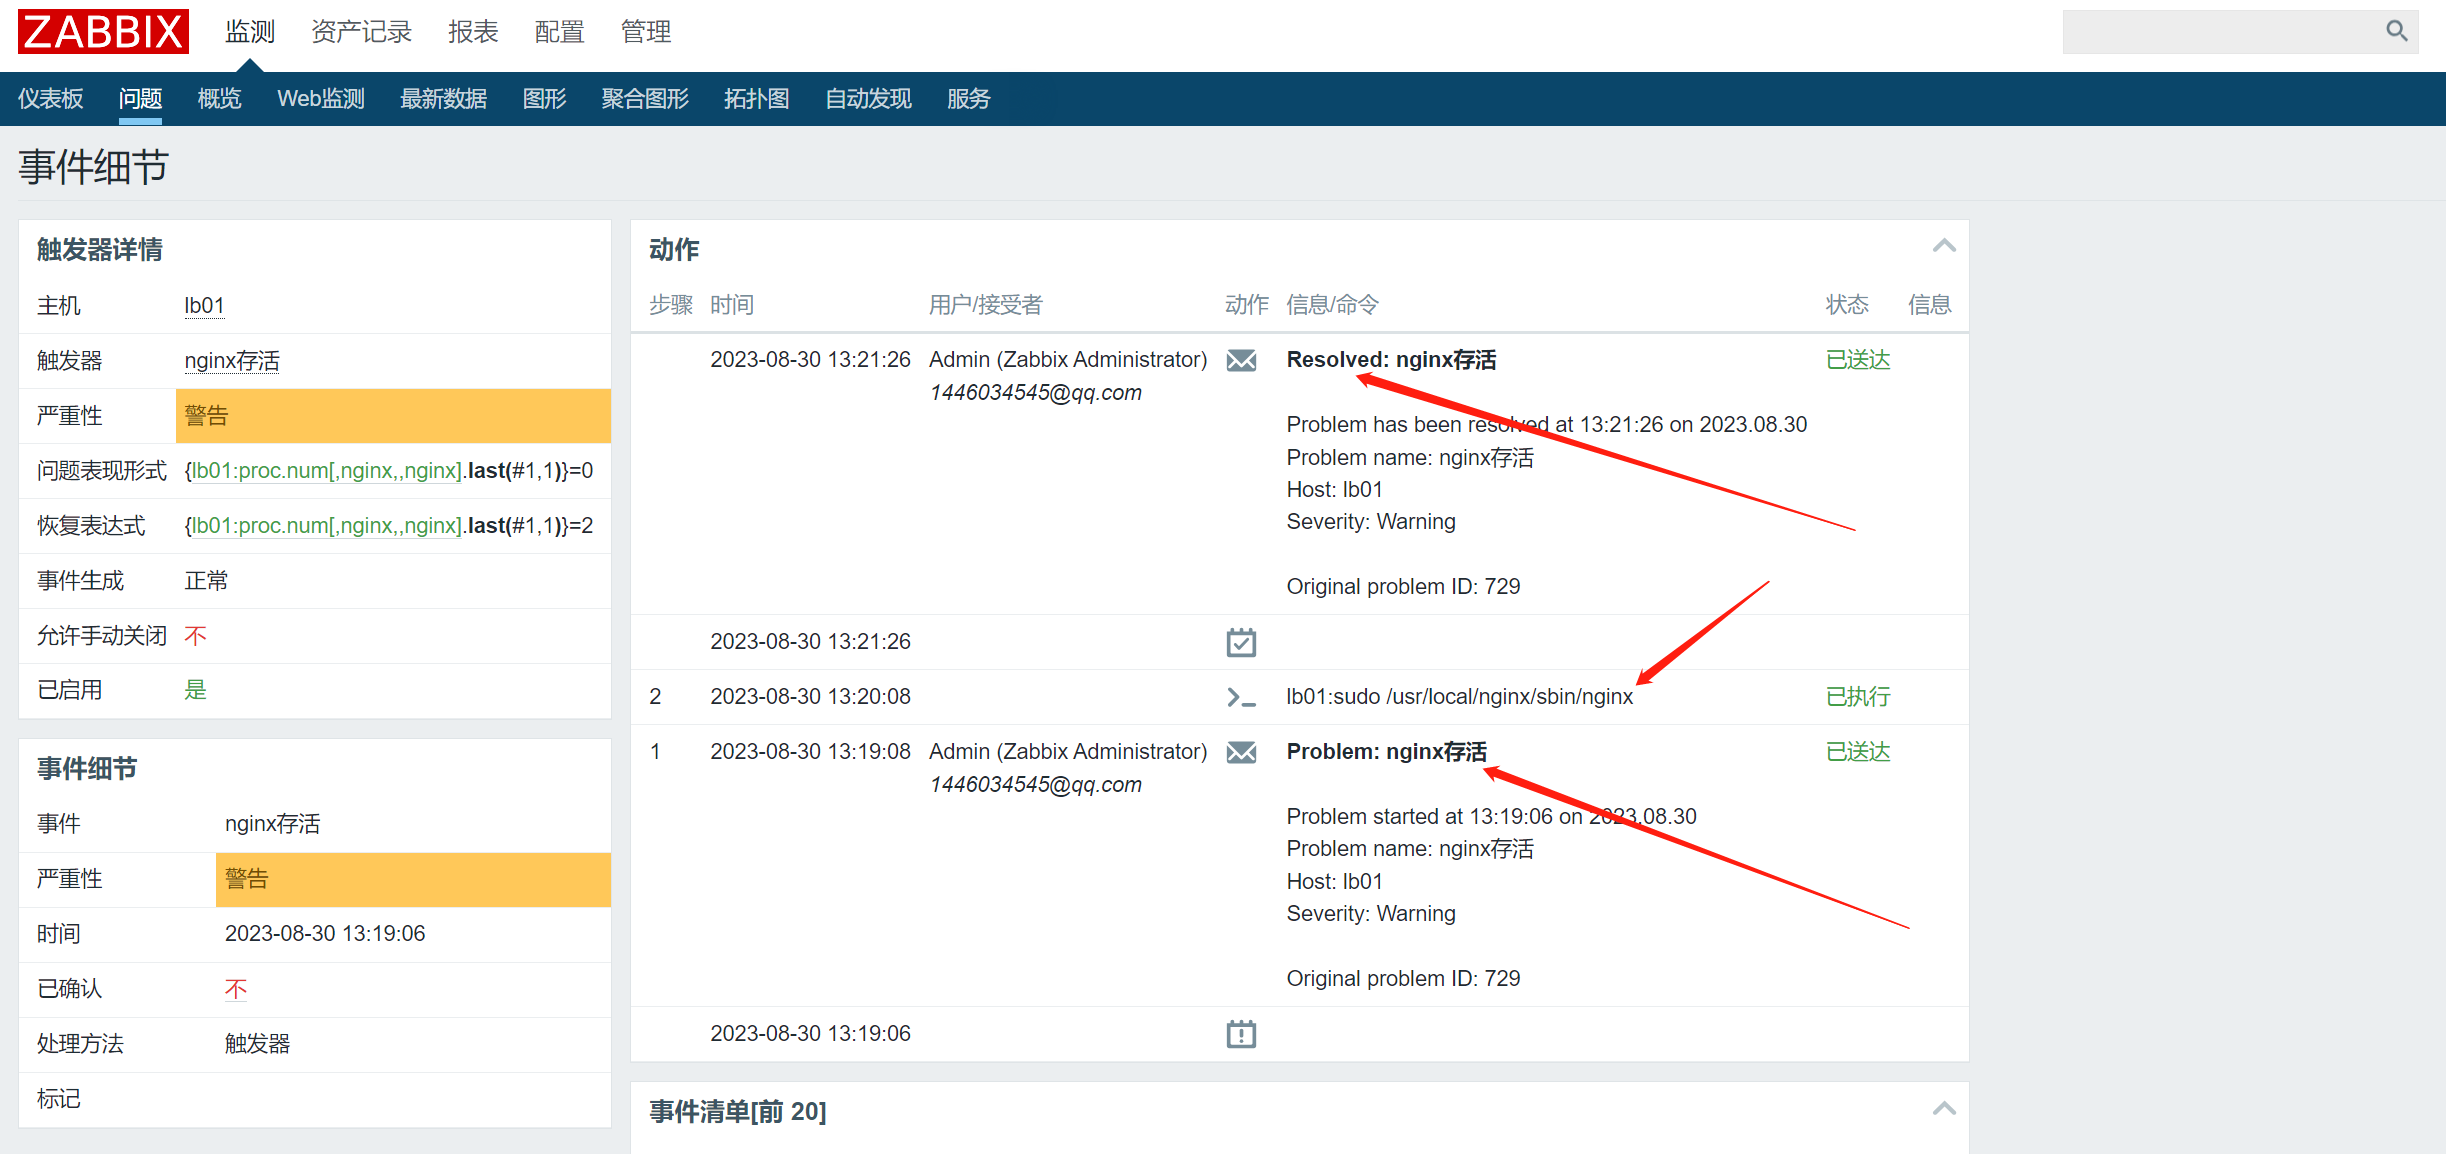 ZABBIX 监测 资产记录 报表 配置 管理
仪表板 问题 概览 Web监测 最新数据 图形 聚合图形 拓扑图 自动发现 服务
事件细节
触发器详情
主机 lb01
触发器 nginx存活
严重性 警告
问题表现形式 {lb01:proc.num[,nginx,,nginx].last(#1,1)}=0
恢复表达式 {lb01:proc.num[,nginx,,nginx].last(#1,1)}=2
事件生成 正常
允许手动关闭 不
已启用 是
事件细节
事件 nginx存活
严重性 警告
时间 2023-08-30 13:19:06
已确认 不
处理方法 触发器
标记
动作
步骤 时间 用户/接受者 动作 信息/命令 状态 信息
2023-08-30 13:21:26 Admin (Zabbix Administrator) Resolved: nginx存活 已送达
1446034545@qq.com
Problem has been resolved at 13:21:26 on 2023.08.30
Problem name: nginx存活
Host: lb01
Severity: Warning
Original problem ID: 729
2023-08-30 13:21:26
2 2023-08-30 13:20:08 lb01:sudo /usr/local/nginx/sbin/nginx 已执行
1 2023-08-30 13:19:08 Admin (Zabbix Administrator) Problem: nginx存活 已送达
1446034545@qq.com
Problem started at 13:19:06 on 2023.08.30
Problem name: nginx存活
Host: lb01
Severity: Warning
Original problem ID: 729
2023-08-30 13:19:06
事件清单[前 20]